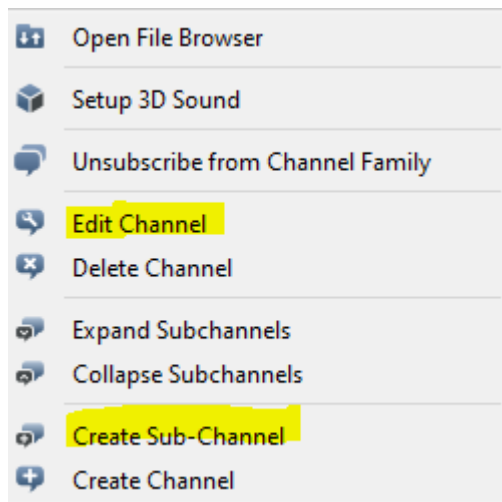 Open File Browser
Setup 3D Sound
Unsubscribe from Channel Family
Edit Channel
Delete Channel
Expand Subchannels
Collapse Subchannels
Create Sub-Channel
Create Channel